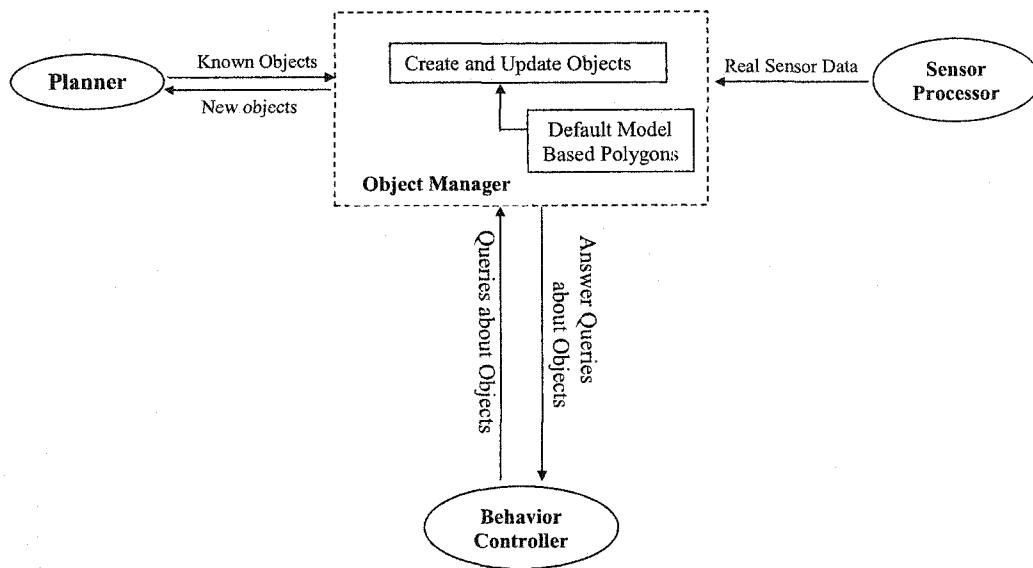 Planner
Known Objects
New objects
Create and Update Objects
Default Model
Based Polygons
Object Manager
Real Sensor Data
Sensor
Processor
Queries about Objects
Answer Queries
about Objects
Behavior
Controller